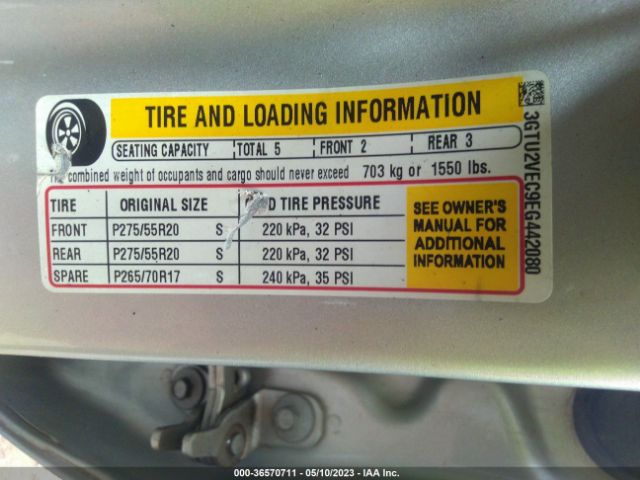 TIRE AND LOADING INFORMATION
SEATING CAPACITY TOTAL 5 FRONT 2 REAR 3
combined weight of occupants and cargo should never exceed 703 kg or 1550 lbs.
TIRE ORIGINAL SIZE TIRE PRESSURE
FRONT P275/55R20 S 220 kPa, 32 PSI
REAR P275/55R20 S 220 kPa, 32 PSI
SPARE P265/70R17 S 240 kPa, 35 PSI
SEE OWNER'S
MANUAL FOR
ADDITIONAL
INFORMATION
3GTU2VEC9EG442080
000-36570711 — 05/10/2023 — IAA Inc.